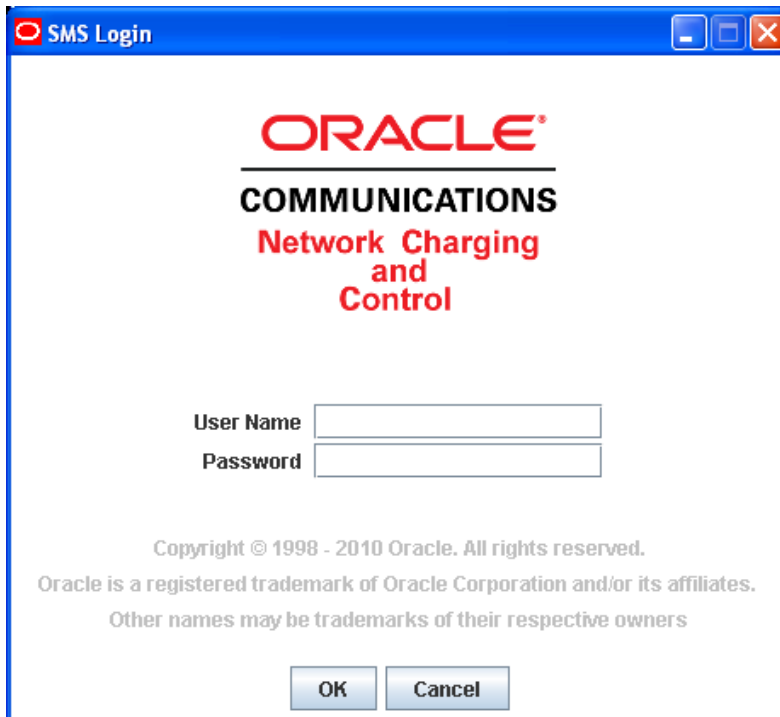 SMS Login
ORACLE®
COMMUNICATIONS
Network Charging
and
Control
User Name
Password
Copyright © 1998 - 2010 Oracle. All rights reserved.
Oracle is a registered trademark of Oracle Corporation and/or its affiliates.
Other names may be trademarks of their respective owners
OK
Cancel